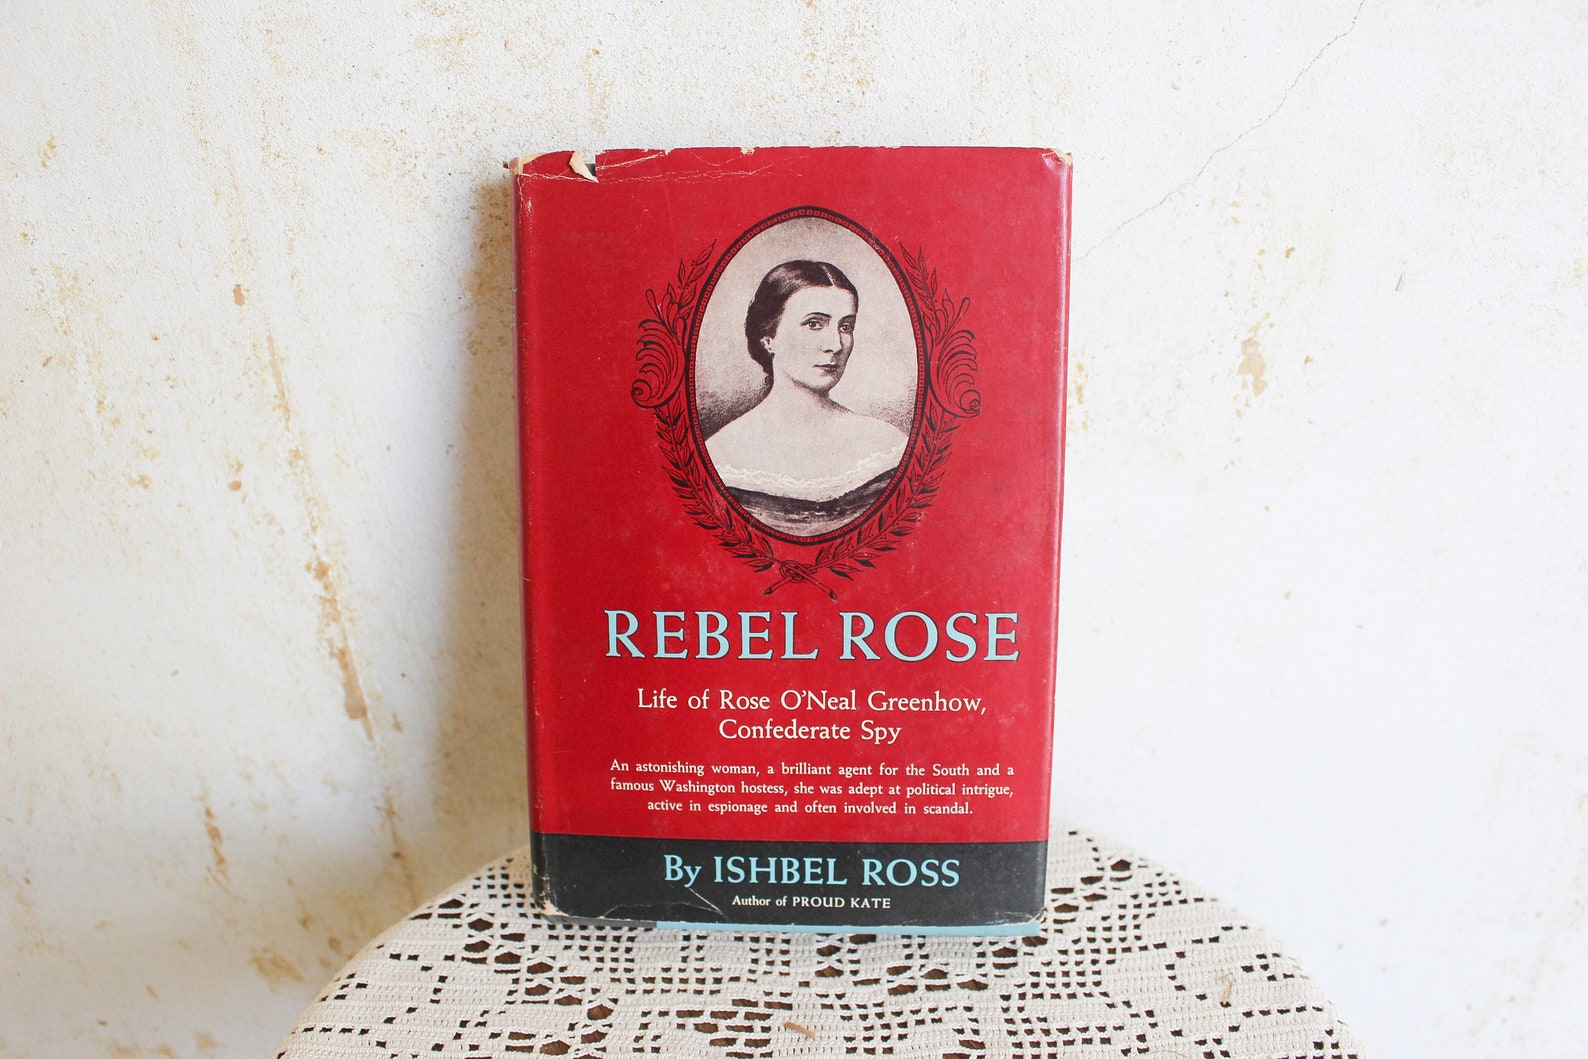 REBEL ROSE
Life of Rose O'Neal Greenhow,
Confederate Spy
An astonishing woman, a brilliant agent for the South and a
famous Washington hostess, she was adept at political intrigue,
active in espionage and often involved in scandal.
By ISHBEL ROSS
Author of PROUD KATE